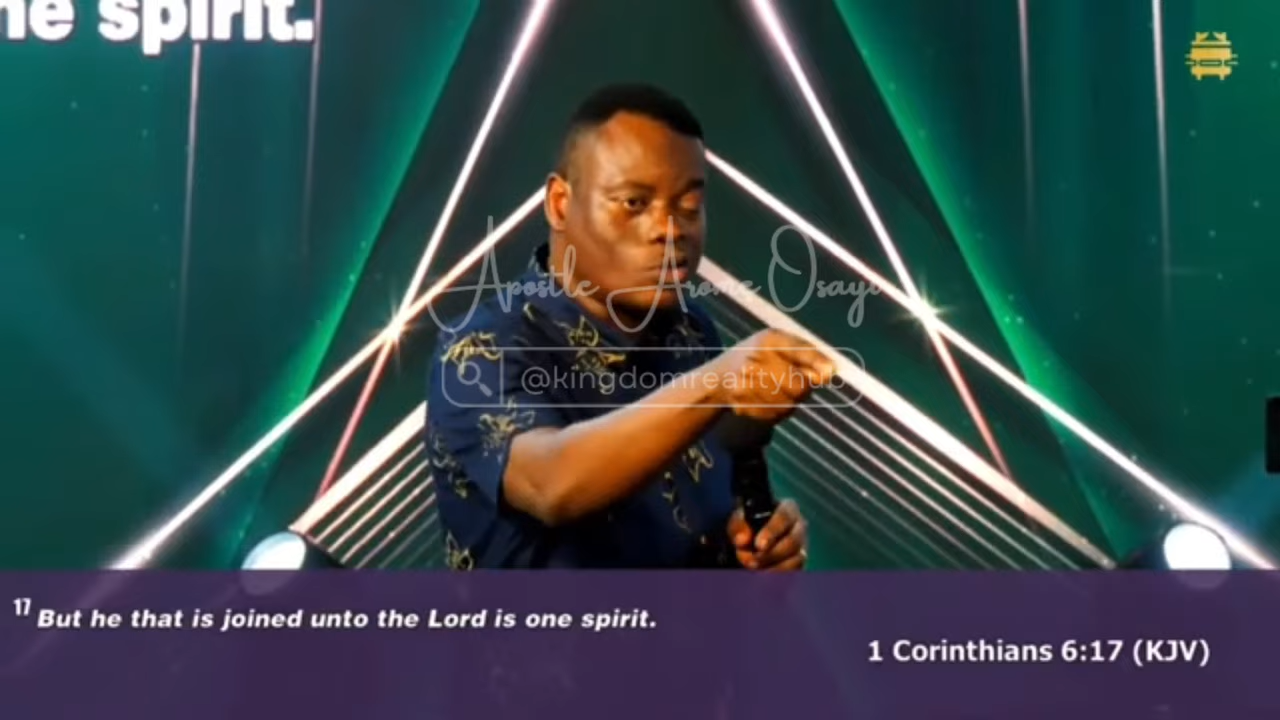 ne spirit.
Apostle Arome Osayi
@kingdomrealityhub
17 But he that is joined unto the Lord is one spirit.
1 Corinthians 6:17 (KJV)